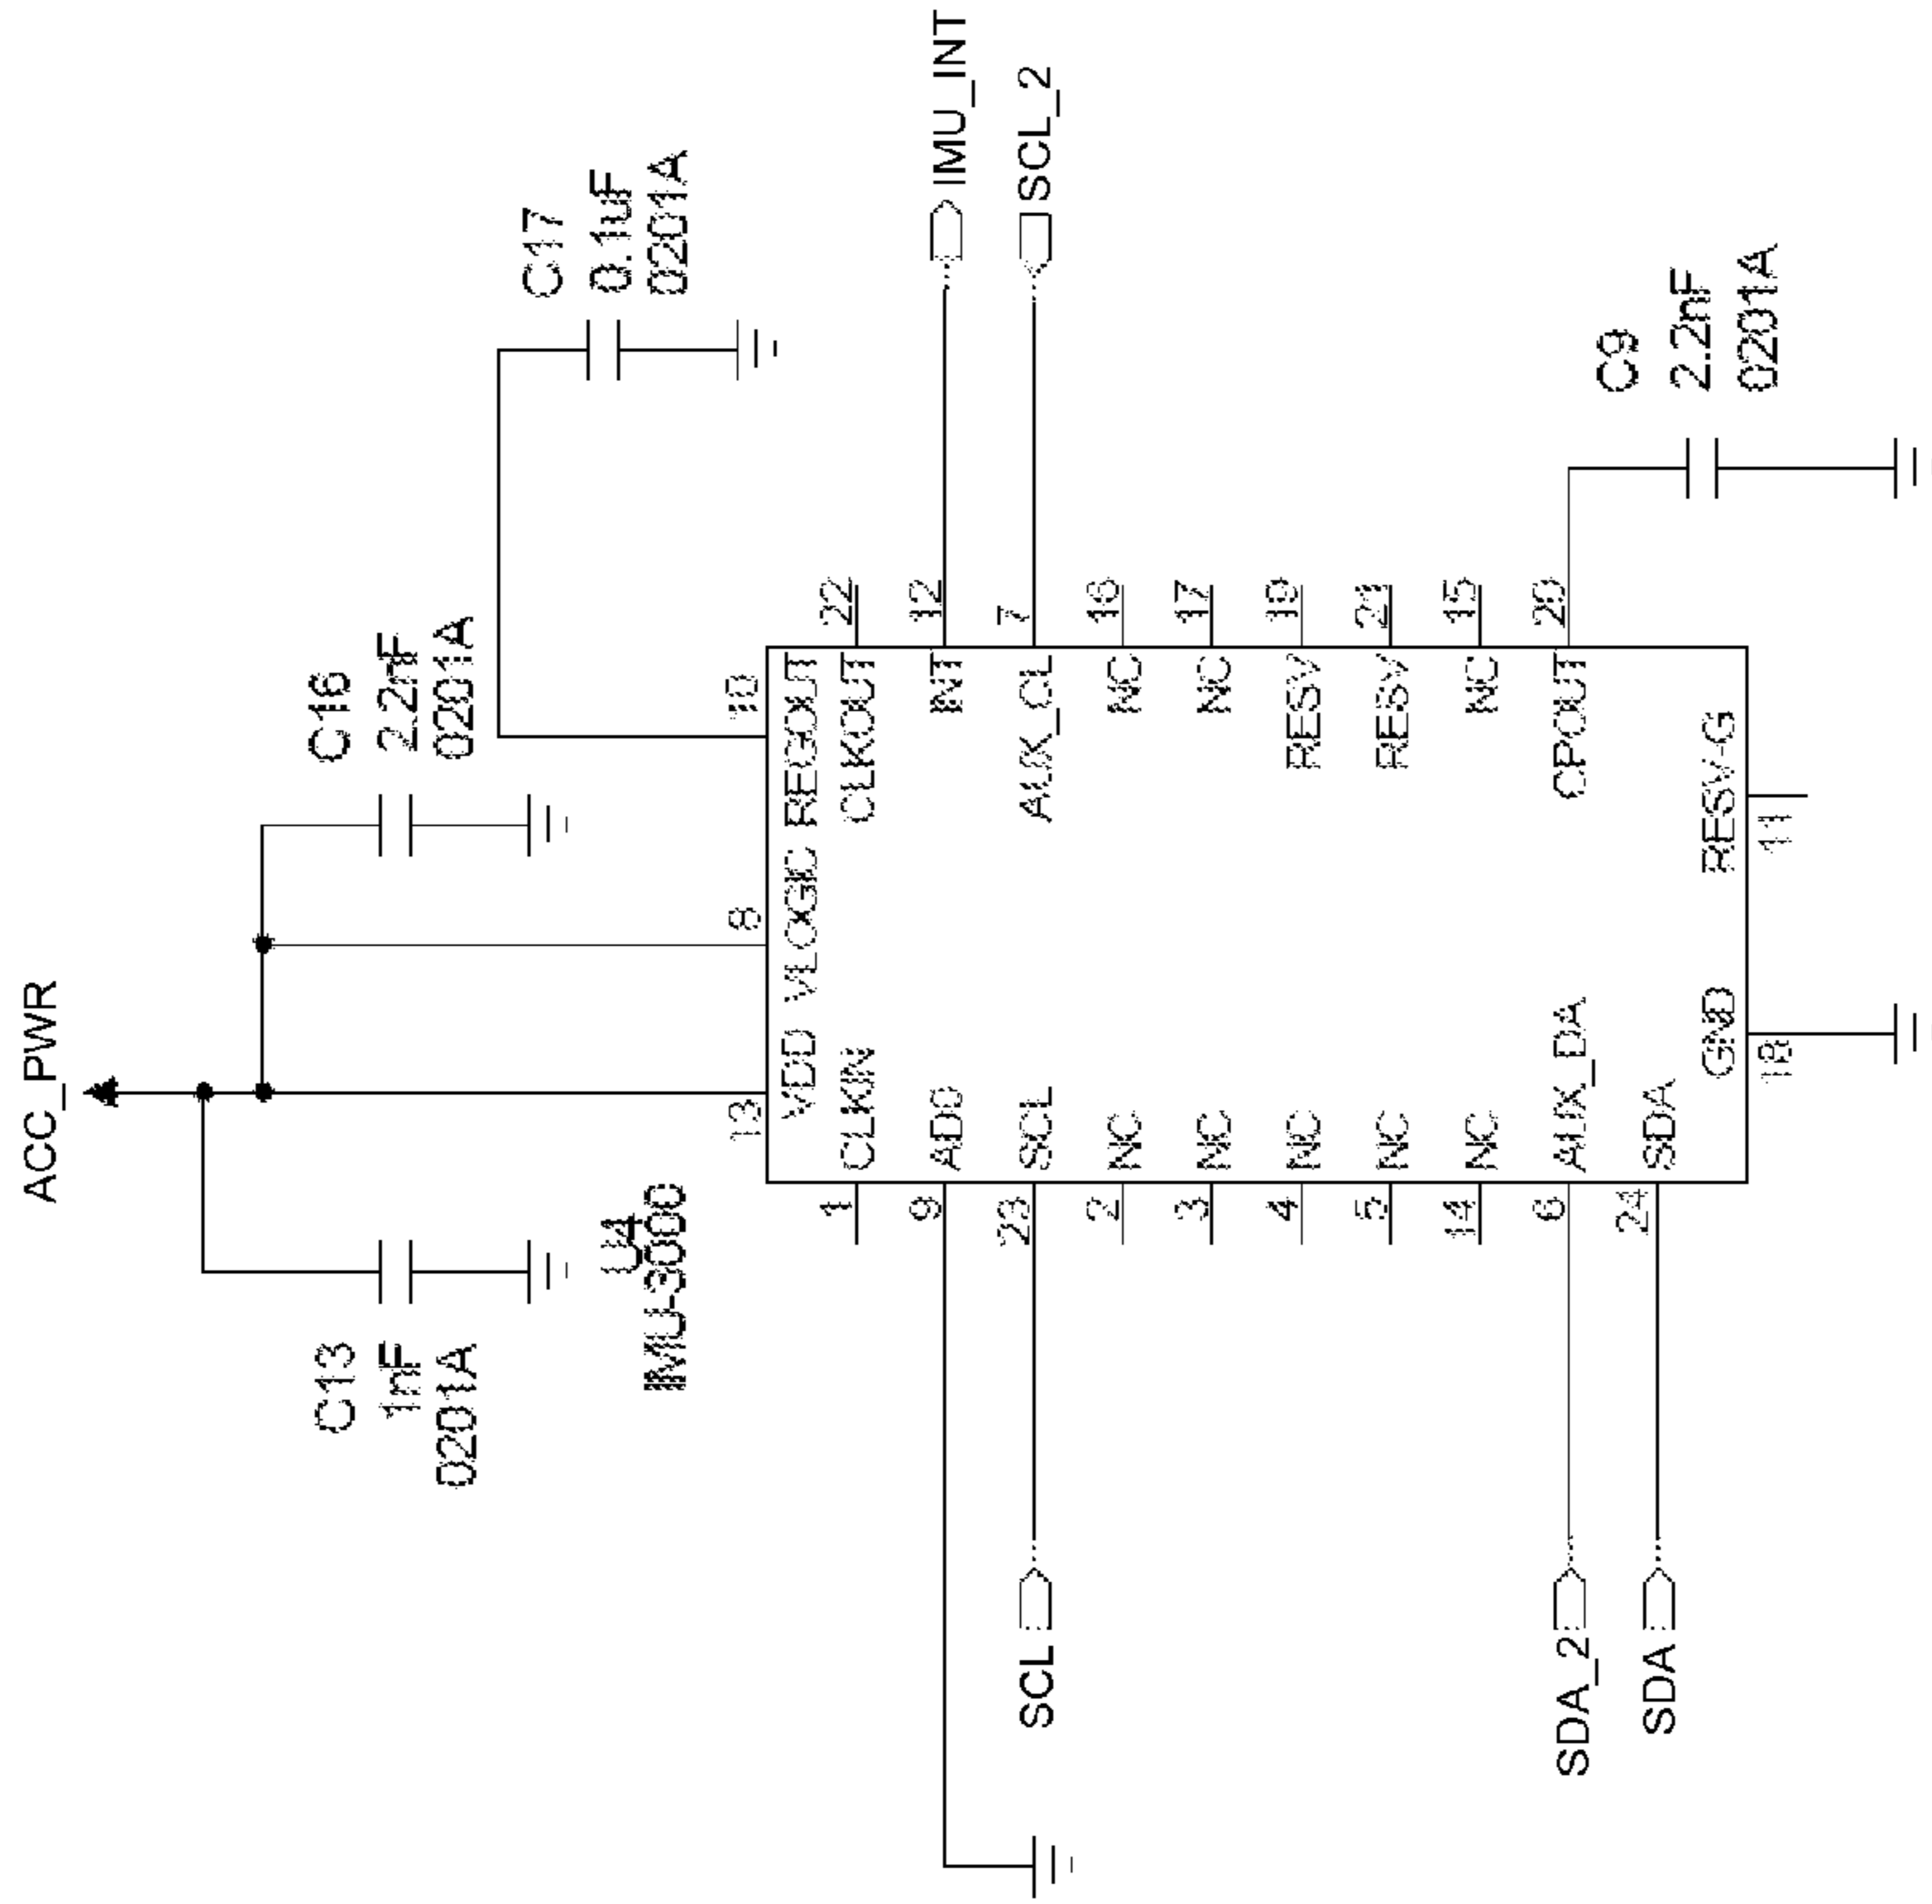 ACC_PWR
C13
1nF
0201A
C16
2.2nF
0201A
C17
0.1uF
0201A
U4
IMU-3000
13
8
10
VDD VLOGIC REGOUT
1
CLKIN
CLKOUT
22
9
AD0
INT
12
IMU_INT
SCL
23
SCL
AUX_CL
7
SCL_2
2
NC
NC
16
3
NC
NC
17
4
NC
RESV
19
5
NC
RESV
21
14
NC
NC
15
SDA_2
6
AUX_DA
CPOUT
20
SDA
24
SDA
GND
RESV-G
18
11
C9
2.2nF
0201A